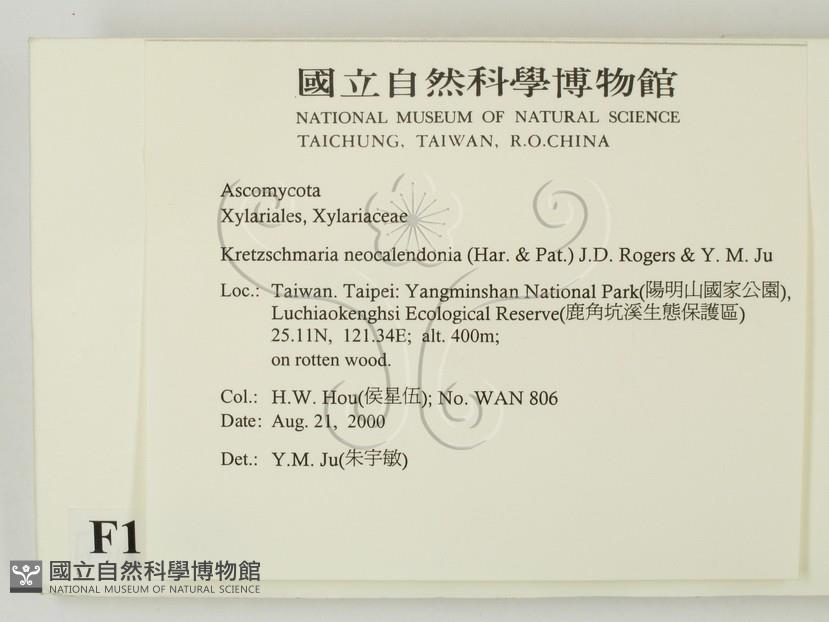 國立自然科學博物館
NATIONAL MUSEUM OF NATURAL SCIENCE
TAICHUNG, TAIWAN, R.O.CHINA
Ascomycota
Xylariales, Xylariaceae
Kretzschmaria neocalendonia (Har. & Pat.) J.D. Rogers & Y. M. Ju
Loc.: Taiwan. Taipei: Yangminshan National Park(陽明山國家公園),
Luchiaokenghsi Ecological Reserve(鹿角坑溪生態保護區)
25.11N, 121.34E; alt. 400m;
on rotten wood.
Col.: H.W. Hou(侯星伍); No. WAN 806
Date: Aug. 21, 2000
Det.: Y.M. Ju(朱宇敏)
F1
國立自然科學博物館
NATIONAL MUSEUM OF NATURAL SCIENCE